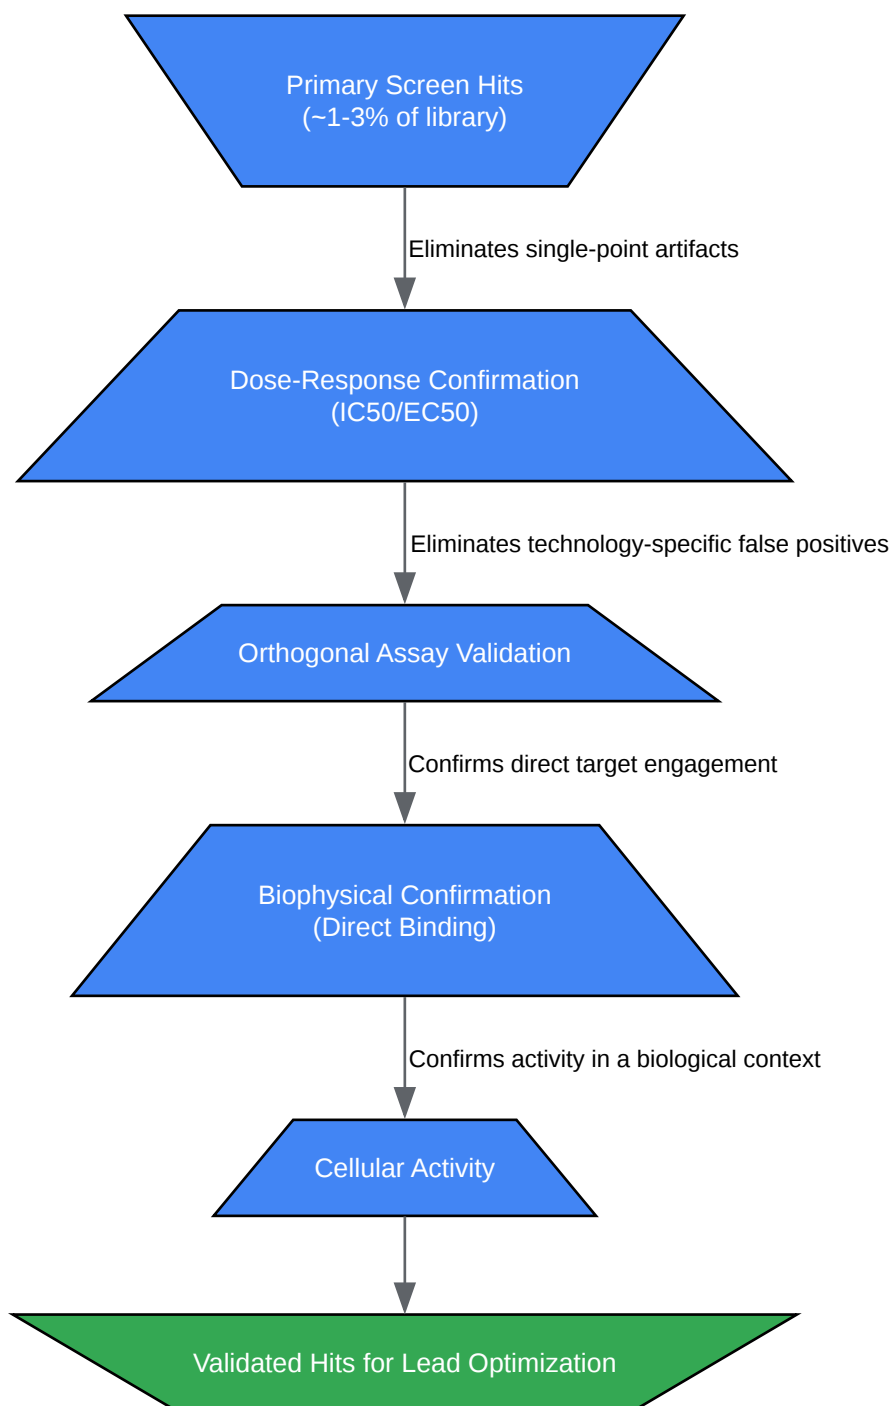 Primary Screen Hits
(~1-3% of library)
Eliminates single-point artifacts
Dose-Response Confirmation
(IC50/EC50)
Eliminates technology-specific false positives
Orthogonal Assay Validation
Confirms direct target engagement
Biophysical Confirmation
(Direct Binding)
Confirms activity in a biological context
Cellular Activity
Validated Hits for Lead Optimization